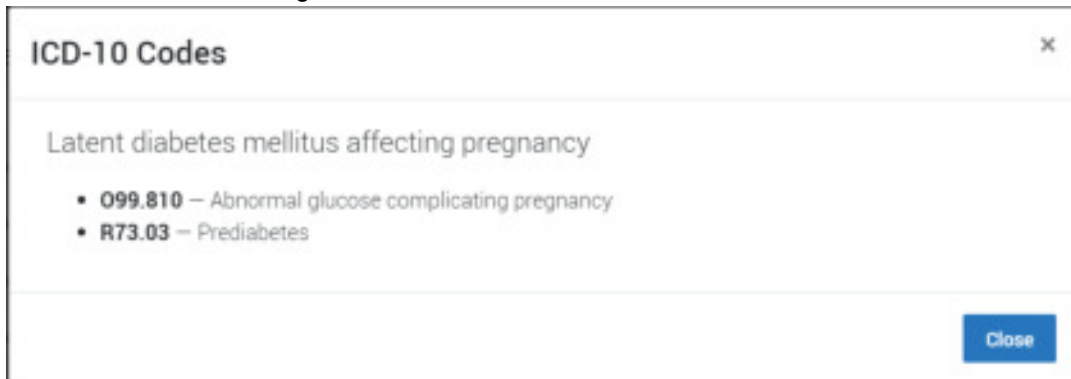 ICD-10 Codes ×
Latent diabetes mellitus affecting pregnancy
• O99.810 — Abnormal glucose complicating pregnancy
• R73.03 — Prediabetes
Close